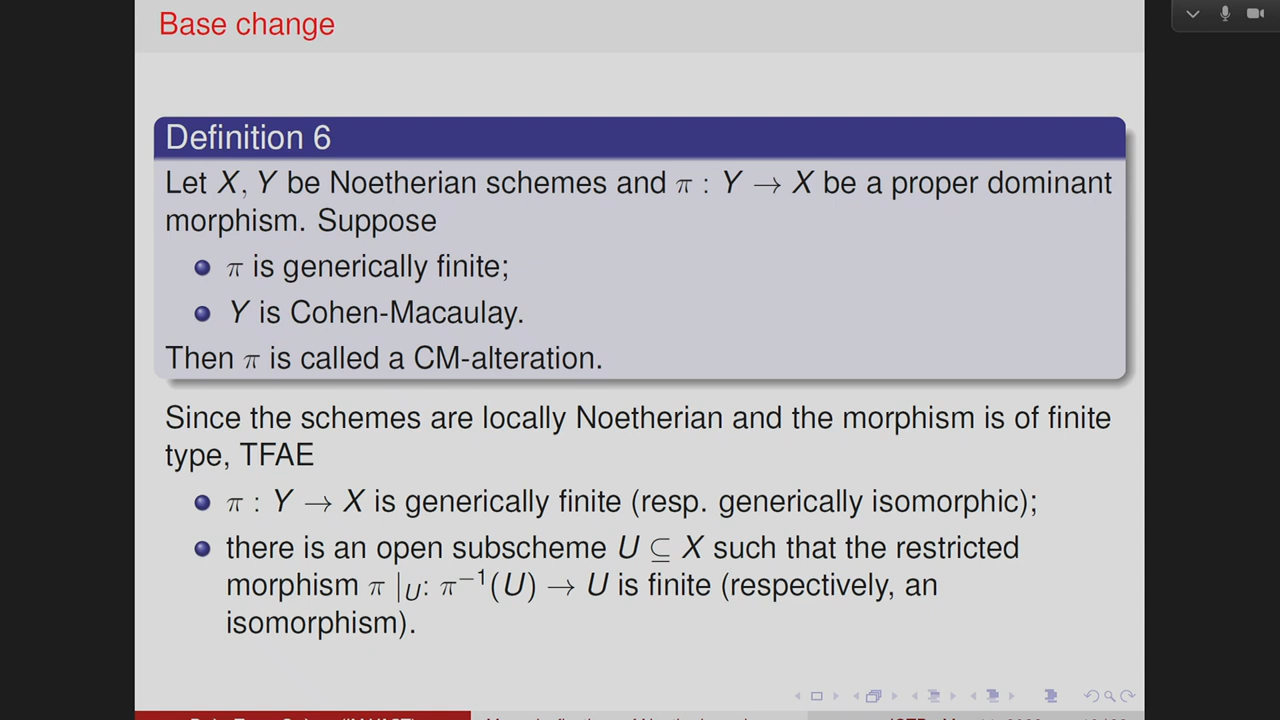 Base change
Definition 6
Let X, Y be Noetherian schemes and π : Y → X be a proper dominant
morphism. Suppose
π is generically finite;
Y is Cohen-Macaulay.
Then π is called a CM-alteration.
Since the schemes are locally Noetherian and the morphism is of finite
type, TFAE
π : Y → X is generically finite (resp. generically isomorphic);
there is an open subscheme U ⊆ X such that the restricted
morphism π |U: π⁻¹(U) → U is finite (respectively, an
isomorphism).